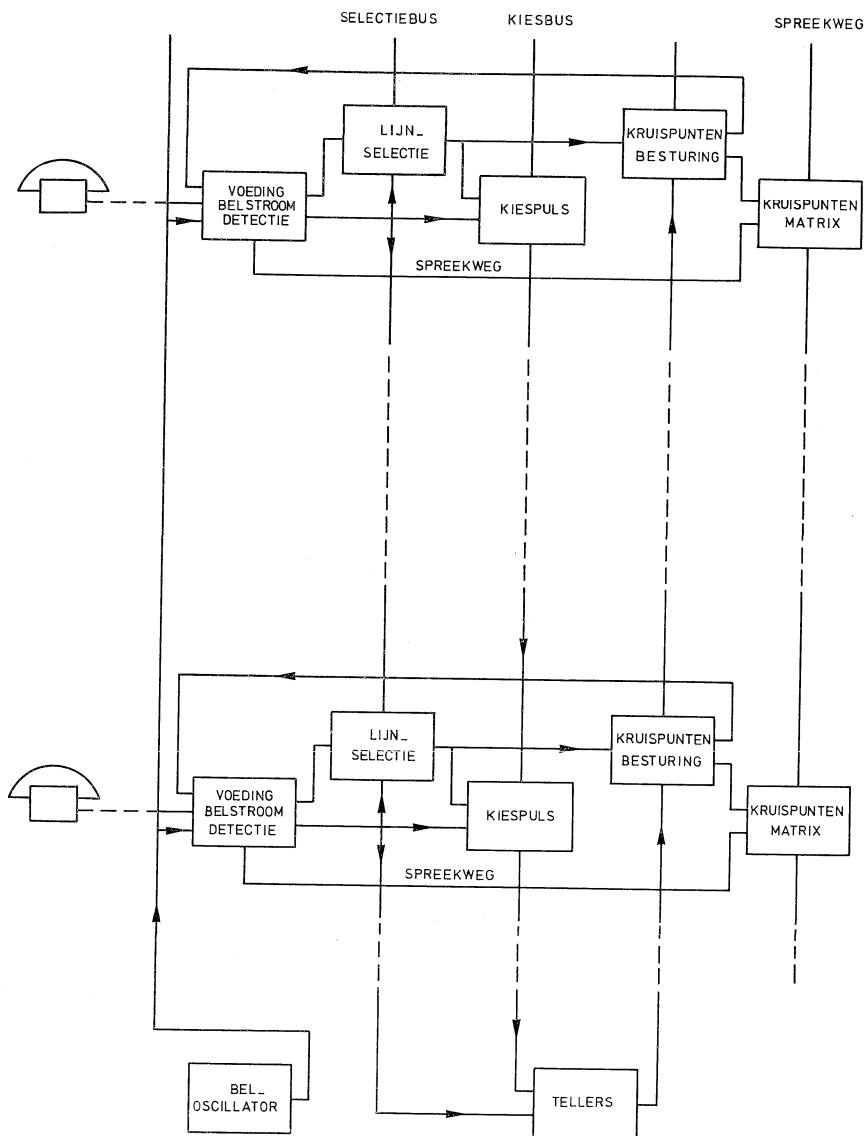 SELECTIEBUS
KIESBUS
SPREEKWEG
LIJN_
SELECTIE
KRUISPUNTEN
BESTURING
VOEDING
BELSTROOM
DETECTIE
KIESPULS
KRUISPUNTEN
MATRIX
SPREEKWEG
LIJN_
SELECTIE
KRUISPUNTEN
BESTURING
VOEDING
BELSTROOM
DETECTIE
KIESPULS
KRUISPUNTEN
MATRIX
SPREEKWEG
BEL_
OSCILLATOR
TELLERS